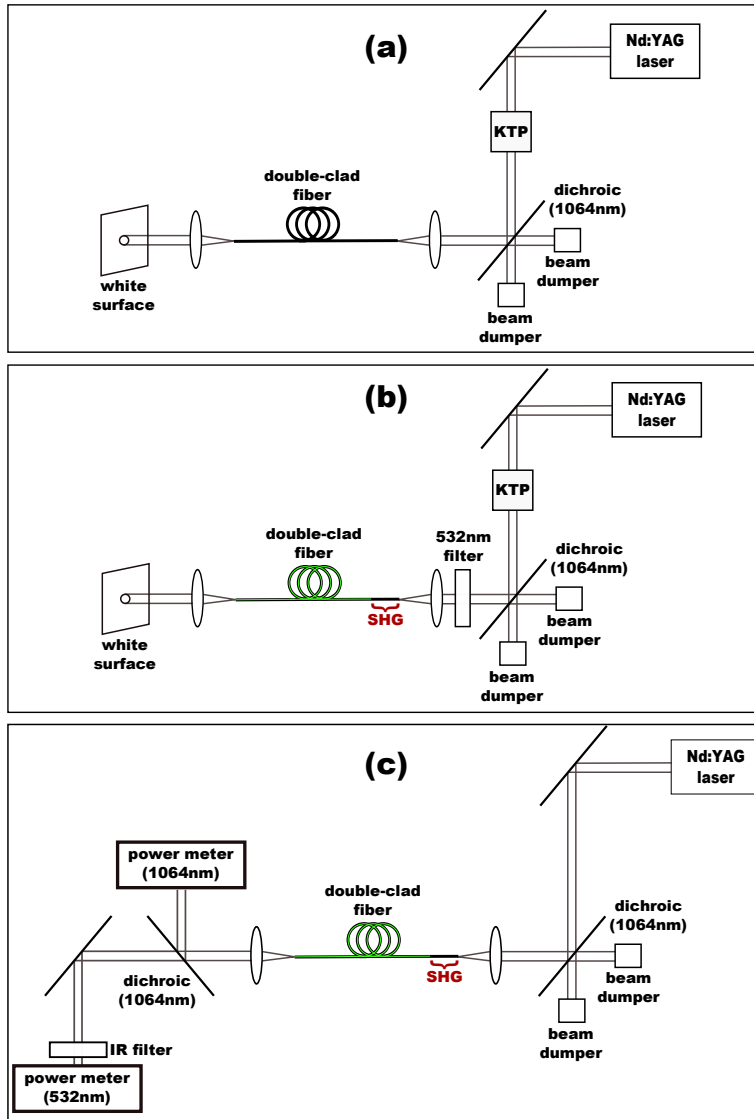 (a)
Nd:YAG
laser
KTP
double-clad
fiber
dichroic
(1064nm)
white
surface
beam
dumper
beam
dumper
(b)
Nd:YAG
laser
KTP
double-clad
fiber
532nm
filter
dichroic
(1064nm)
SHG
white
surface
beam
dumper
beam
dumper
(c)
Nd:YAG
laser
power meter
(1064nm)
double-clad
fiber
dichroic
(1064nm)
dichroic
(1064nm)
SHG
beam
dumper
beam
dumper
IR filter
power meter
(532nm)